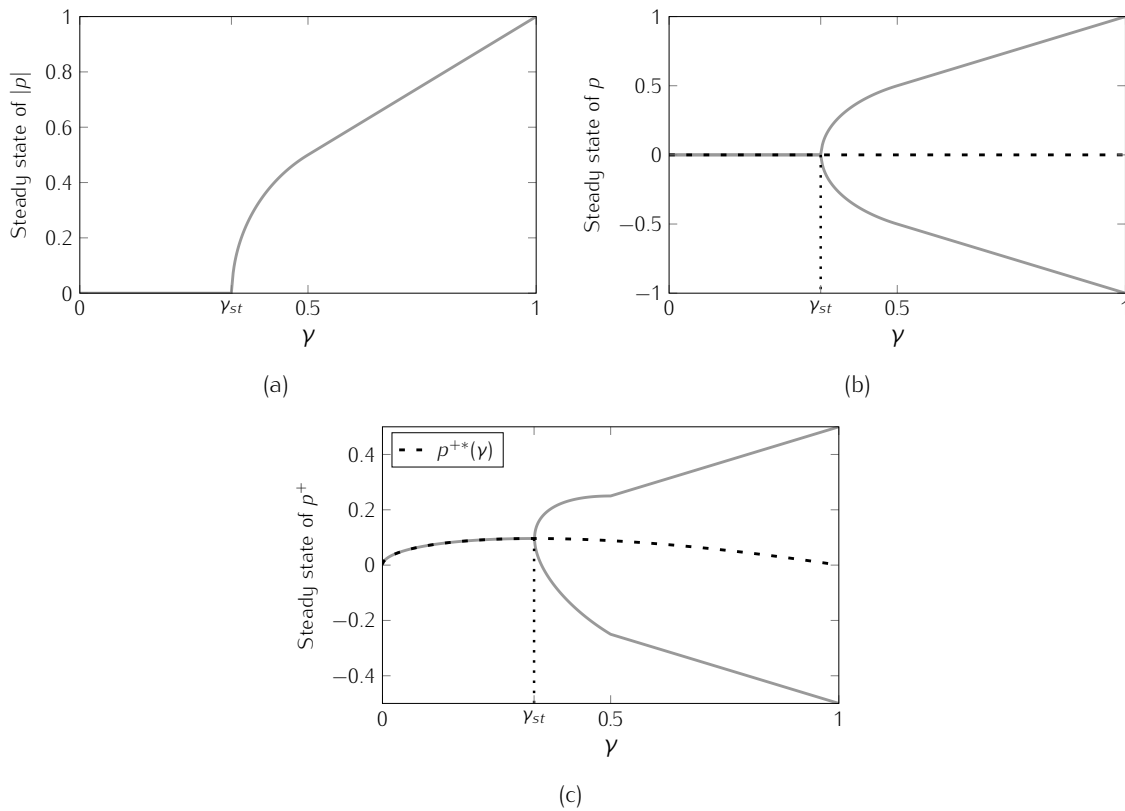 Steady state of |p|
1
0.8
0.6
0.4
0.2
0
0
γst
0.5
1
γ
(a)
Steady state of p
1
0.5
0
−0.5
−1
0
γst
0.5
1
γ
(b)
Steady state of p⁺
p⁺*(γ)
0.4
0.2
0
−0.2
−0.4
0
γst
0.5
1
γ
(c)